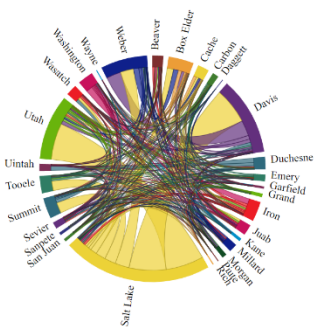 Beaver
Box Elder
Cache
Carbon
Daggett
Davis
Duchesne
Emery
Garfield
Grand
Iron
Juab
Kane
Millard
Morgan
Piute
Rich
Salt Lake
San Juan
Sanpete
Sevier
Summit
Tooele
Uintah
Utah
Wasatch
Washington
Wayne
Weber